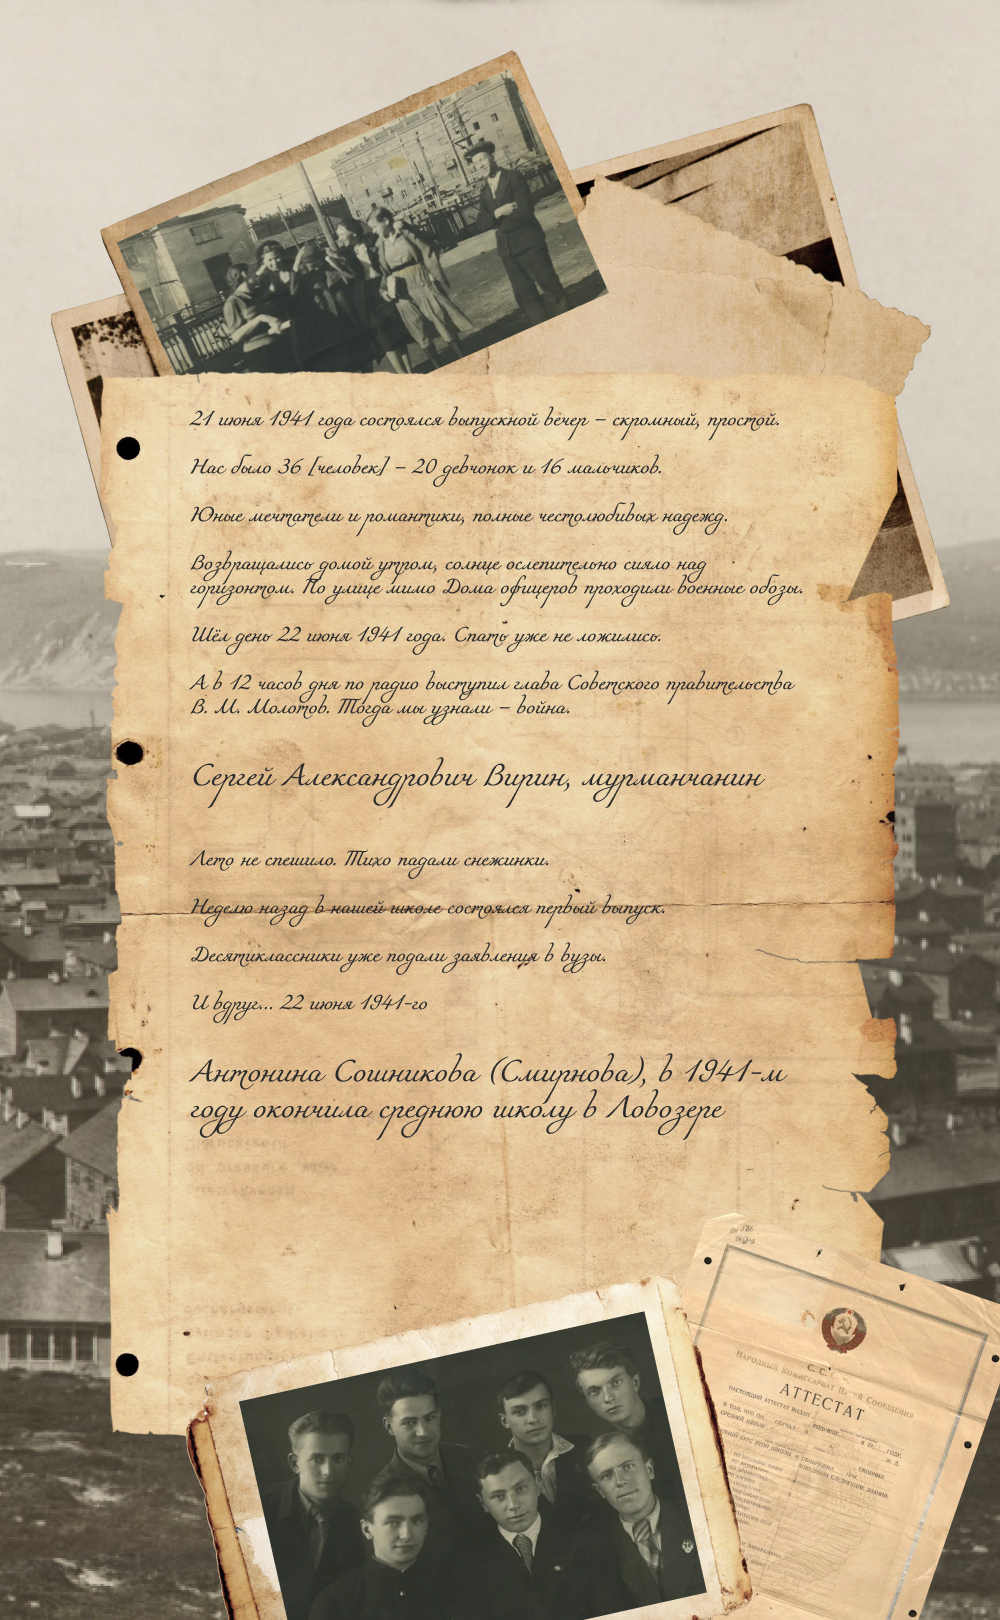 21 июня 1941 года состоялся выпускной вечер – скромный, простой.
Нас было 36 [человек] – 20 девчонок и 16 мальчиков.
Юные мечтатели и романтики, полные честолюбивых надежд.
Возвращались домой утром, солнце ослепительно сияло над
горизонтом. По улице мимо Дома офицеров проходили военные обозы.
Шёл день 22 июня 1941 года. Спать уже не ложились.
А в 12 часов дня по радио выступил глава Советского правительства
В. М. Молотов. Тогда мы узнали – война.
Сергей Александрович Вирин, мурманчанин
Лето не спешило. Тихо падали снежинки.
Неделю назад в нашей школе состоялся первый выпуск.
Десятиклассники уже подали заявления в вузы.
И вдруг... 22 июня 1941-го
Антонина Сошникова (Смирнова), в 1941-м
году окончила среднюю школу в Ловозере
Народный Комиссариат Сообщения
АТТЕСТАТ